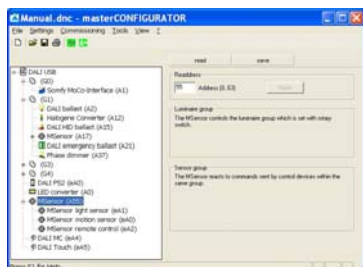 Manual.dnc - masterCONFIGURATOR
File Settings Commissioning Tools View ?
read save
DALI USB
(G0)
Somfy MoCo-Interface (A1)
(G1)
DALI ballast (A2)
Halogene Converter (A12)
DALI HID ballast (A15)
MSensor (A17)
DALI emergency ballast (A21)
Phase dimmer (A37)
(G3)
(G4)
DALI PS2 (eA0)
LED converter (A0)
MSensor (A55)
MSensor light sensor (eA1)
MSensor motion sensor (eA0)
MSensor remote control (eA2)
DALI MC (eA4)
DALI Touch (eA5)
Readdress
55 Address (0, 63)
Luminaire group
The MSensor controls the luminaire group which is set with rotary
switch.
Sensor group
The MSensor reacts to commands sent by control devices within the
same group.
Press F1 for Help